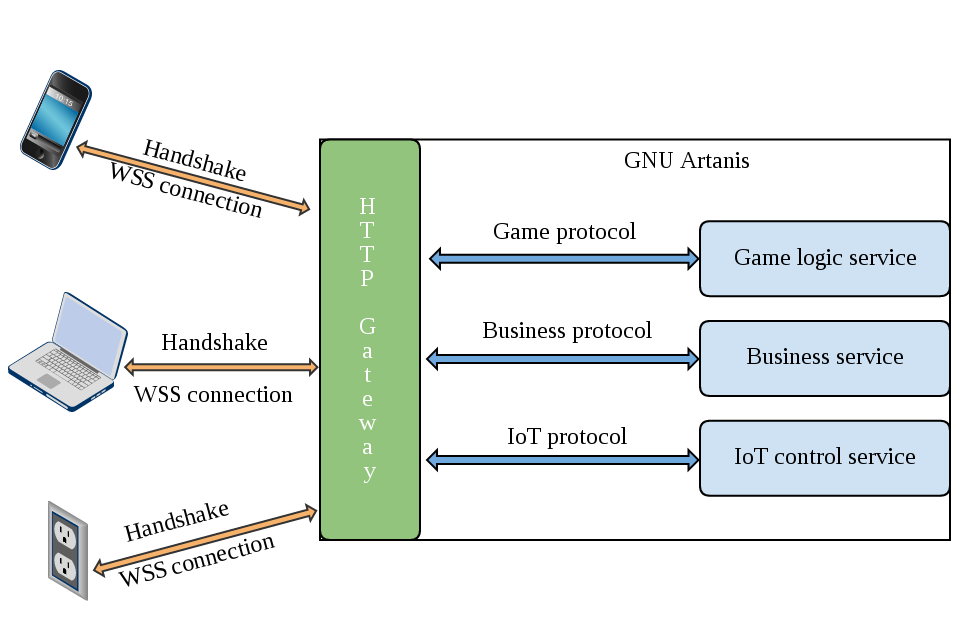 10:15
Handshake
WSS connection
Handshake
WSS connection
Handshake
WSS connection
HTTP Gateway
GNU Artanis
Game protocol
Game logic service
Business protocol
Business service
IoT protocol
IoT control service